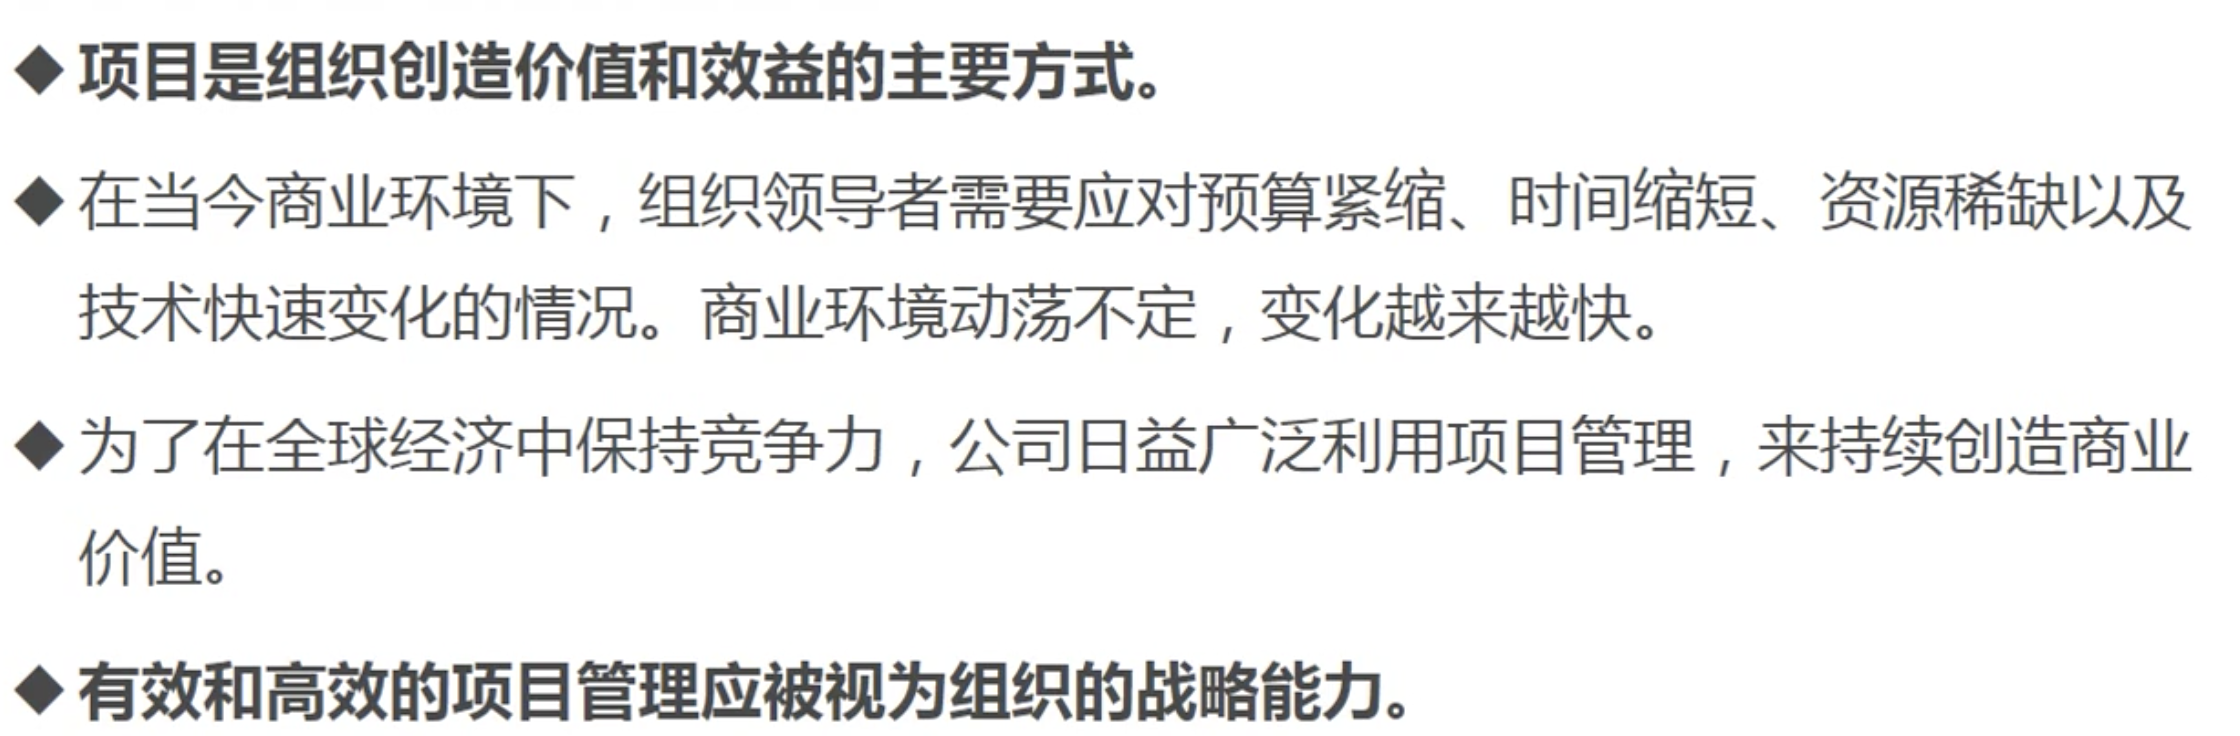 ◆项目是组织创造价值和效益的主要方式。
◆在当今商业环境下，组织领导者需要应对预算紧缩、时间缩短、资源稀缺以及
技术快速变化的情况。商业环境动荡不定，变化越来越快。
◆为了在全球经济中保持竞争力，公司日益广泛利用项目管理，来持续创造商业
价值。
◆有效和高效的项目管理应被视为组织的战略能力。